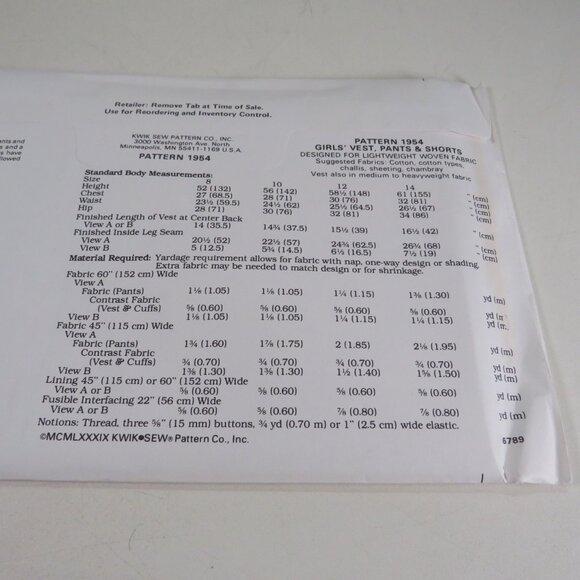 Retailer: Remove Tab at Time of Sale.
Use for Reordering and Inventory Control.
KWIK SEW PATTERN CO., INC.
3000 Washington Ave. North
Minneapolis, MN 55411-1169 U.S.A.
PATTERN 1954
PATTERN 1954
GIRLS' VEST, PANTS & SHORTS
DESIGNED FOR LIGHTWEIGHT WOVEN FABRIC
Suggested Fabrics: Cotton, cotton types,
challis, sheeting, chambray
Vest also in medium to heavyweight fabric
ants and
s and a
s have
llowed
Standard Body Measurements:
Size 8 10 12 14
Height 52 (132) 56 (142) 58½ (148) 61 (155) " (cm)
Chest 27 (68.5) 28 (71) 30 (76) 32 (81) " (cm)
Waist 23½ (59.5) 24½ (62) 25½ (64.5) 26½ (67) " (cm)
Hip 28 (71) 30 (76) 32 (81) 34 (86) " (cm)
Finished Length of Vest at Center Back
View A or B 14 (35.5) 14¾ (37.5) 15½ (39) 16½ (42) " (cm)
Finished Inside Leg Seam
View A 20½ (52) 22½ (57) 24¾ (62.5) 26¾ (68) " (cm)
View B 5 (12.5) 5¾ (14.5) 6½ (16.5) 7½ (19) " (cm)
Material Required: Yardage requirement allows for fabric with nap, one-way design or shading.
Extra fabric may be needed to match design or for shrinkage.
Fabric 60" (152 cm) Wide
View A
Fabric (Pants) 1⅛ (1.05) 1⅛ (1.05) 1¼ (1.15) 1⅜ (1.30) yd (m)
Contrast Fabric
(Vest & Cuffs) ⅝ (0.60) ⅝ (0.60) ⅝ (0.60) ⅝ (0.60) yd (m)
View B 1⅛ (1.05) 1⅛ (1.05) 1¼ (1.15) 1¼ (1.15) yd (m)
Fabric 45" (115 cm) Wide
View A
Fabric (Pants) 1¾ (1.60) 1⅞ (1.75) 2 (1.85) 2⅛ (1.95) yd (m)
Contrast Fabric
(Vest & Cuffs) ¾ (0.70) ¾ (0.70) ¾ (0.70) ¾ (0.70) yd (m)
View B 1⅜ (1.30) 1⅜ (1.30) 1½ (1.40) 1⅝ (1.50) yd (m)
Lining 45" (115 cm) or 60" (152 cm) Wide
View A or B ⅝ (0.60) ⅝ (0.60) ⅝ (0.60) ⅝ (0.60) yd (m)
Fusible Interfacing 22" (56 cm) Wide
View A or B ⅝ (0.60) ⅝ (0.60) ⅞ (0.80) ⅞ (0.80) yd (m)
Notions: Thread, three ⅝" (15 mm) buttons, ¾ yd (0.70 m) or 1" (2.5 cm) wide elastic.
©MCMLXXXIX KWIK•SEW® Pattern Co., Inc.
6789